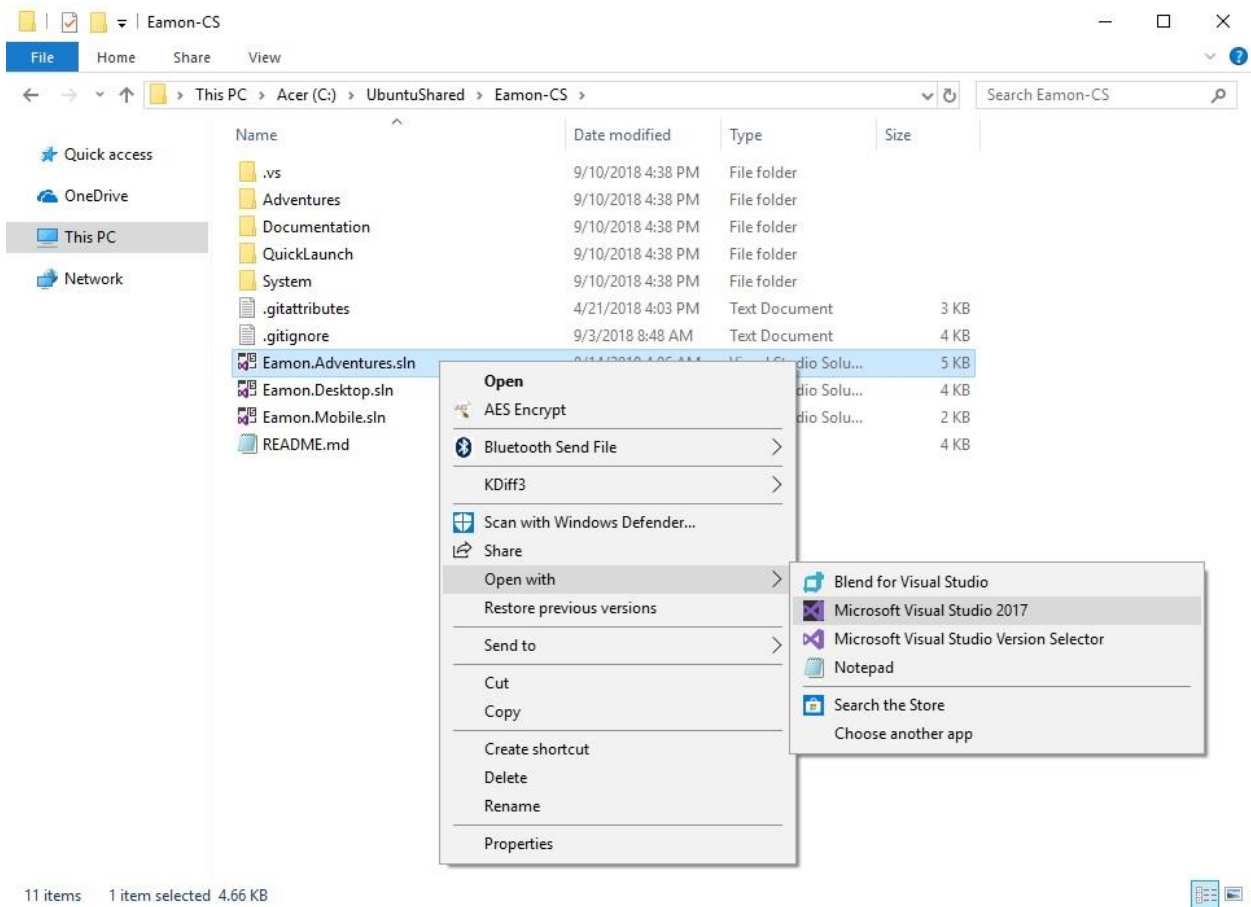 Eamon-CS
File Home Share View
This PC > Acer (C:) > UbuntuShared > Eamon-CS >
Search Eamon-CS
Name Date modified Type Size
Quick access
OneDrive
This PC
Network
.vs 9/10/2018 4:38 PM File folder
Adventures 9/10/2018 4:38 PM File folder
Documentation 9/10/2018 4:38 PM File folder
QuickLaunch 9/10/2018 4:38 PM File folder
System 9/10/2018 4:38 PM File folder
.gitattributes 4/21/2018 4:03 PM Text Document 3 KB
.gitignore 9/3/2018 8:48 AM Text Document 4 KB
Eamon.Adventures.sln dio Solu... 5 KB
Eamon.Desktop.sln dio Solu... 4 KB
Eamon.Mobile.sln dio Solu... 2 KB
README.md 4 KB
Open
AES Encrypt
Bluetooth Send File
KDiff3
Scan with Windows Defender...
Share
Open with
Restore previous versions
Send to
Cut
Copy
Create shortcut
Delete
Rename
Properties
Blend for Visual Studio
Microsoft Visual Studio 2017
Microsoft Visual Studio Version Selector
Notepad
Search the Store
Choose another app
11 items 1 item selected 4.66 KB